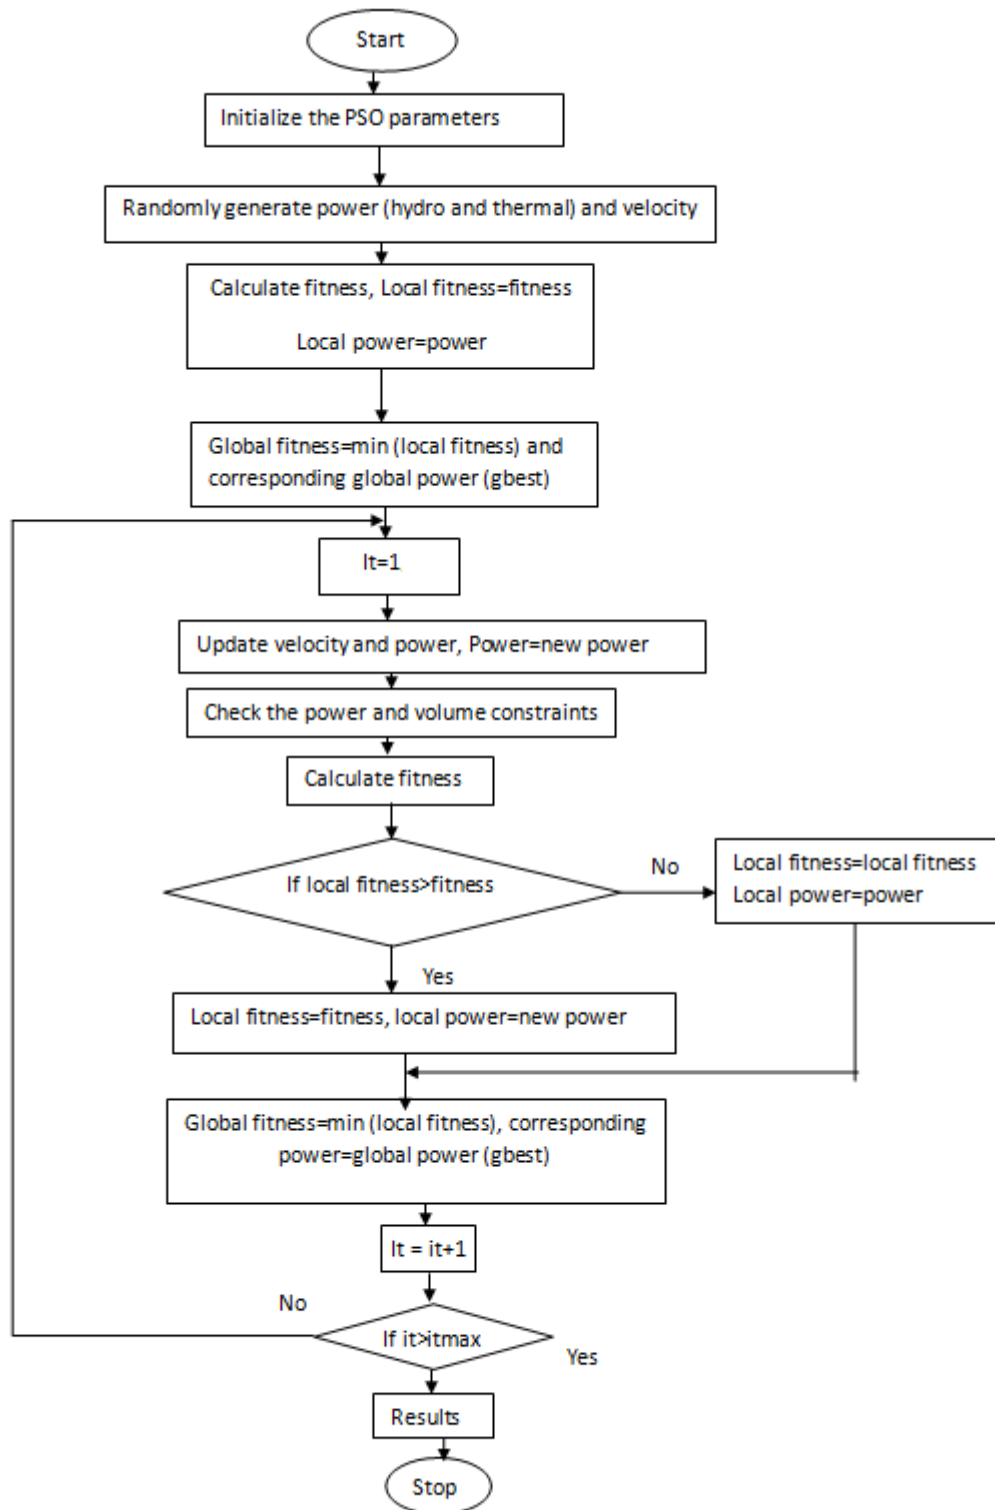 Start
Initialize the PSO parameters
Randomly generate power (hydro and thermal) and velocity
Calculate fitness, Local fitness=fitness
Local power=power
Global fitness=min (local fitness) and
corresponding global power (gbest)
It=1
Update velocity and power, Power=new power
Check the power and volume constraints
Calculate fitness
If local fitness>fitness
No
Local fitness=local fitness
Local power=power
Yes
Local fitness=fitness, local power=new power
Global fitness=min (local fitness), corresponding
power=global power (gbest)
It = it+1
No
If it>itmax
Yes
Results
Stop